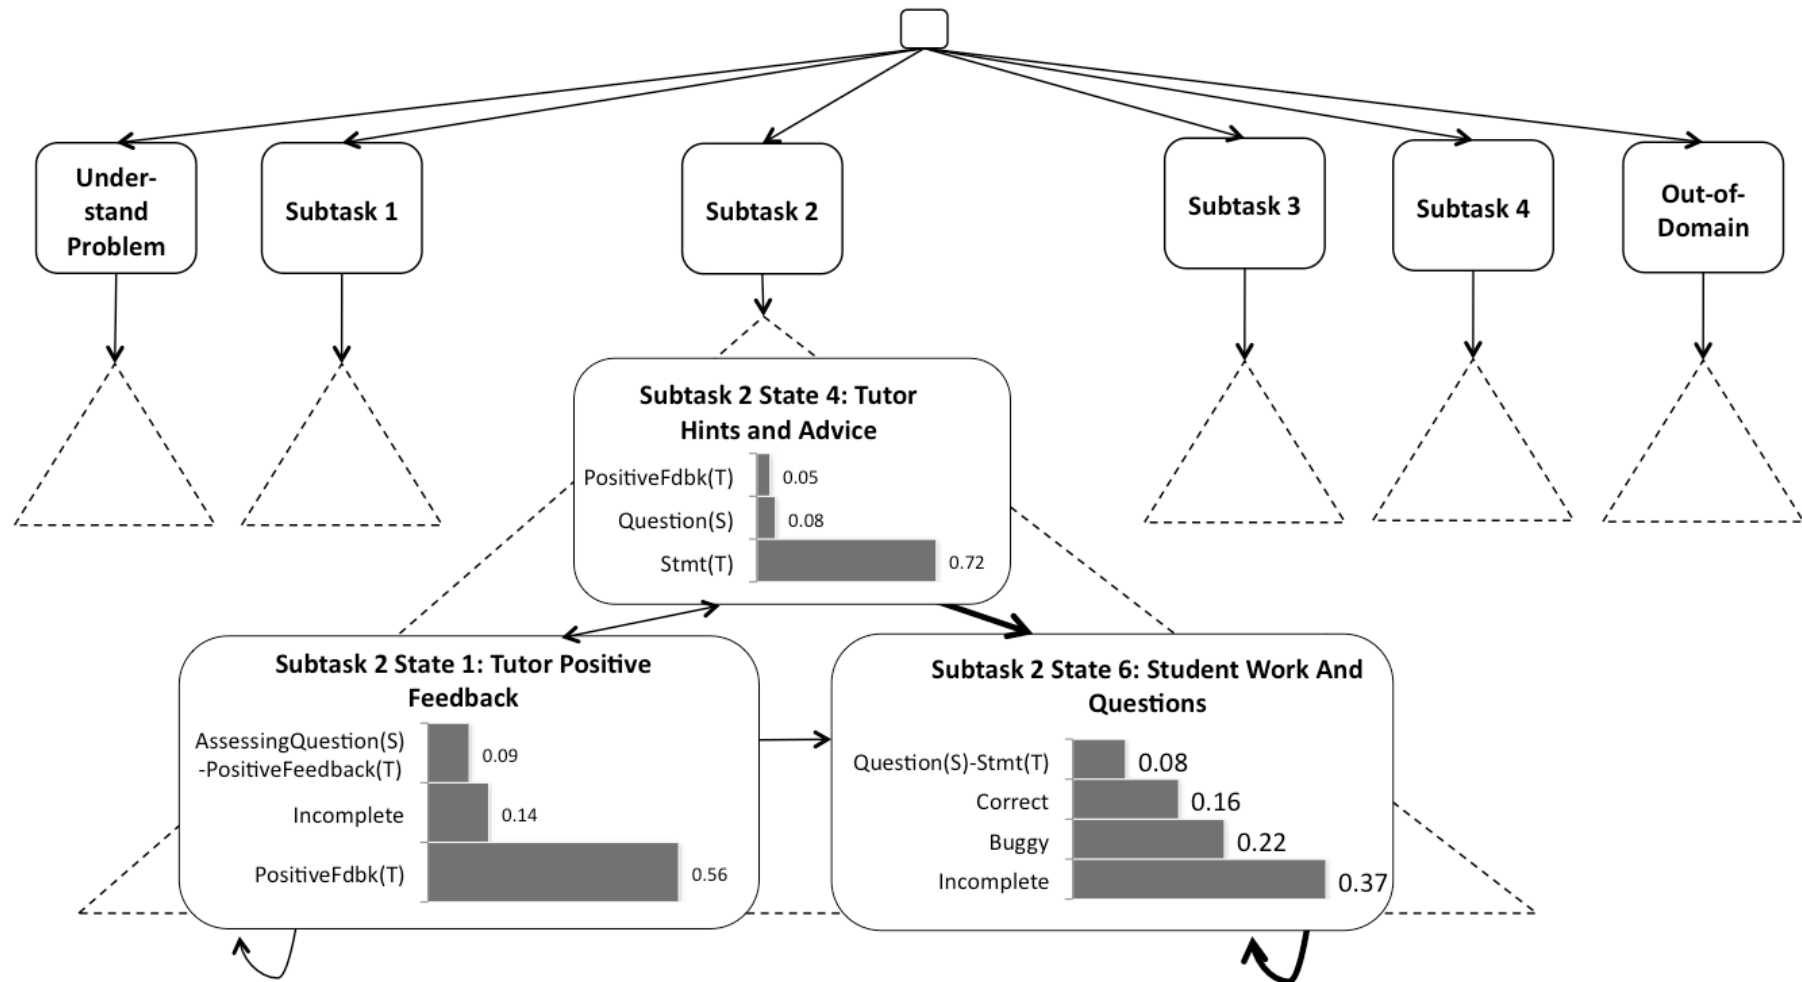 Under-
stand
Problem
Subtask 1
Subtask 2
Subtask 3
Subtask 4
Out-of-
Domain
Subtask 2 State 4: Tutor
Hints and Advice
PositiveFdbk(T) 0.05
Question(S) 0.08
Stmt(T) 0.72
Subtask 2 State 1: Tutor Positive
Feedback
AssessingQuestion(S)
-PositiveFeedback(T) 0.09
Incomplete 0.14
PositiveFdbk(T) 0.56
Subtask 2 State 6: Student Work And
Questions
Question(S)-Stmt(T) 0.08
Correct 0.16
Buggy 0.22
Incomplete 0.37